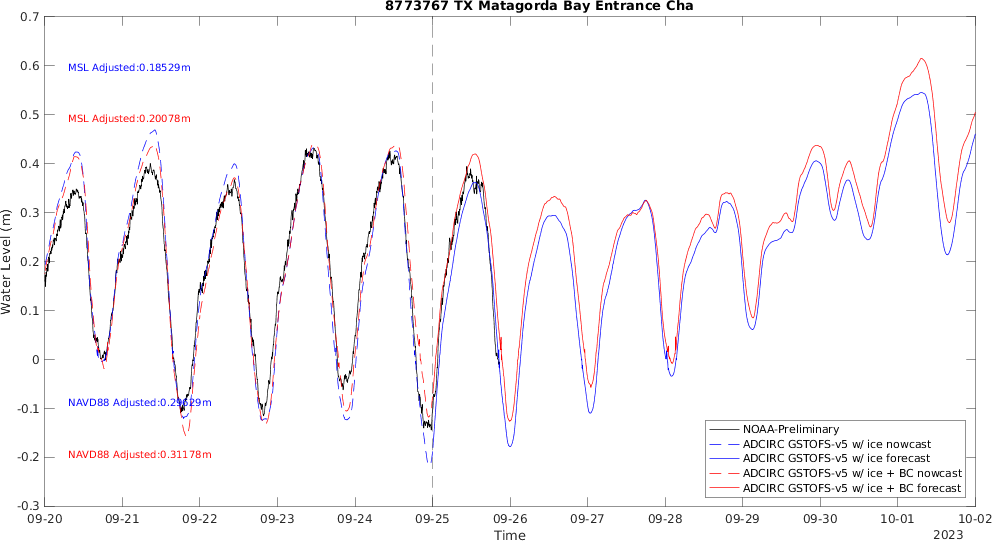 8773767 TX Matagorda Bay Entrance Cha
0.7
0.6
0.5
0.4
0.3
0.2
0.1
0
-0.1
-0.2
-0.3
Water Level (m)
MSL Adjusted:0.18529m
MSL Adjusted:0.20078m
NAVD88 Adjusted:0.29629m
NAVD88 Adjusted:0.31178m
NOAA-Preliminary
ADCIRC GSTOFS-v5 w/ ice nowcast
ADCIRC GSTOFS-v5 w/ ice forecast
ADCIRC GSTOFS-v5 w/ ice + BC nowcast
ADCIRC GSTOFS-v5 w/ ice + BC forecast
09-20 09-21 09-22 09-23 09-24 09-25 09-26 09-27 09-28 09-29 09-30 10-01 10-02
Time
2023